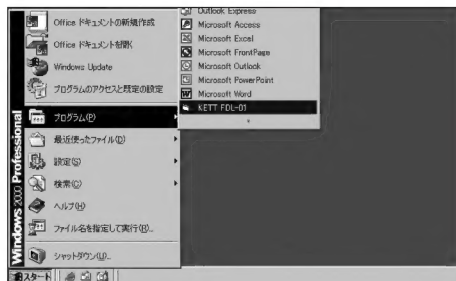 Office ドキュメントの新規作成
Office ドキュメントを開く
Windows Update
プログラムのアクセスと既定の設定
プログラム(P)
最近使ったファイル(D)
設定(S)
検索(C)
ヘルプ(H)
ファイル名を指定して実行(R)...
シャットダウン(U)...
Windows 2000 Professional
Outlook Express
Microsoft Access
Microsoft Excel
Microsoft FrontPage
Microsoft Outlook
Microsoft PowerPoint
Microsoft Word
KETT FDL-01
スタート